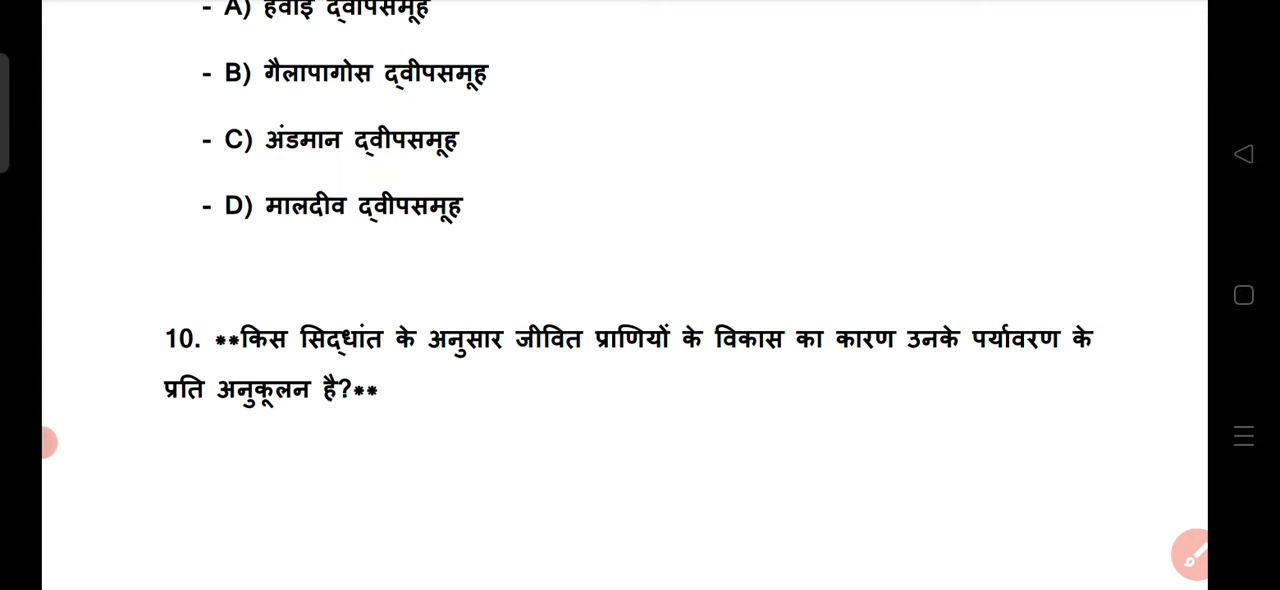 - A) हवाई द्वीपसमूह
- B) गैलापागोस द्वीपसमूह
- C) अंडमान द्वीपसमूह
- D) मालदीव द्वीपसमूह
10. **किस सिद्धांत के अनुसार जीवित प्राणियों के विकास का कारण उनके पर्यावरण के
प्रति अनुकूलन है?**